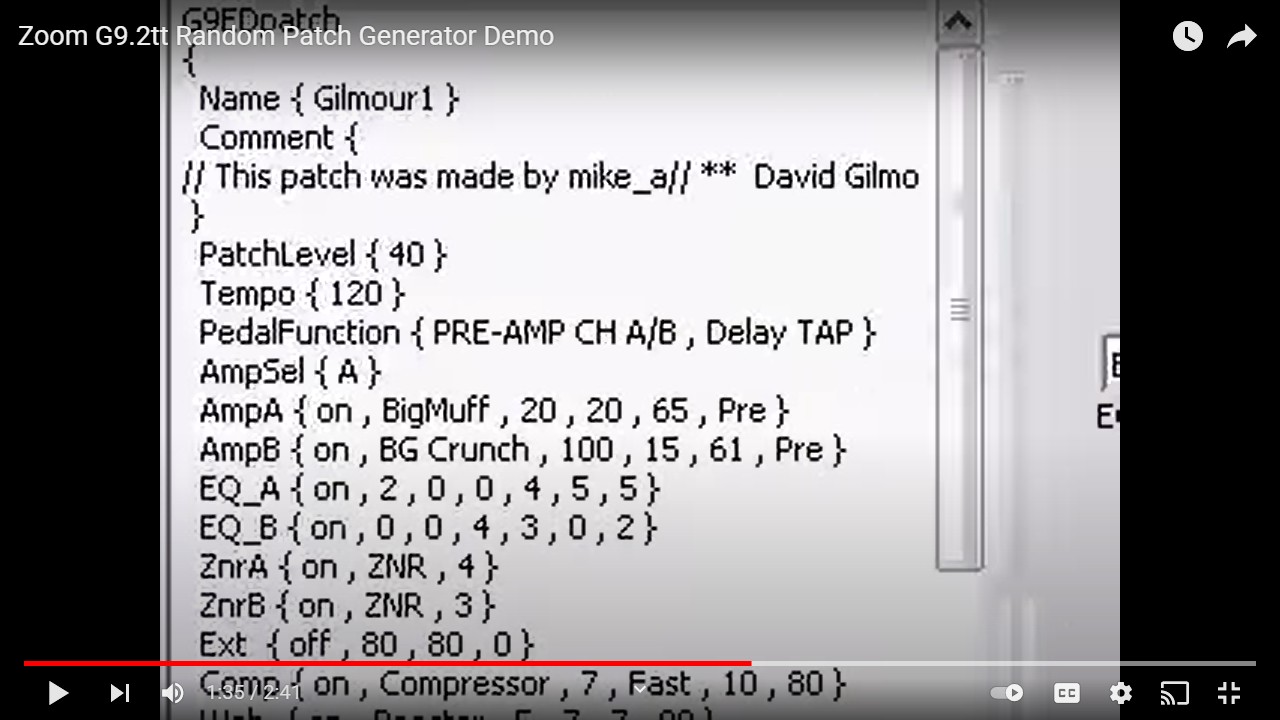 G9EDpatch
Zoom G9.2tt Random Patch Generator Demo
{
Name { Gilmour1 }
Comment {
// This patch was made by mike_a// ** David Gilmo
}
PatchLevel { 40 }
Tempo { 120 }
PedalFunction { PRE-AMP CH A/B , Delay TAP }
AmpSel { A }
AmpA { on , BigMuff , 20 , 20 , 65 , Pre }
AmpB { on , BG Crunch , 100 , 15 , 61 , Pre }
EQ_A { on , 2 , 0 , 0 , 4 , 5 , 5 }
EQ_B { on , 0 , 0 , 4 , 3 , 0 , 2 }
ZnrA { on , ZNR , 4 }
ZnrB { on , ZNR , 3 }
Ext { off , 80 , 80 , 0 }
Comp { on , Compressor , 7 , Fast , 10 , 80 }
1:35 / 2:41
CC